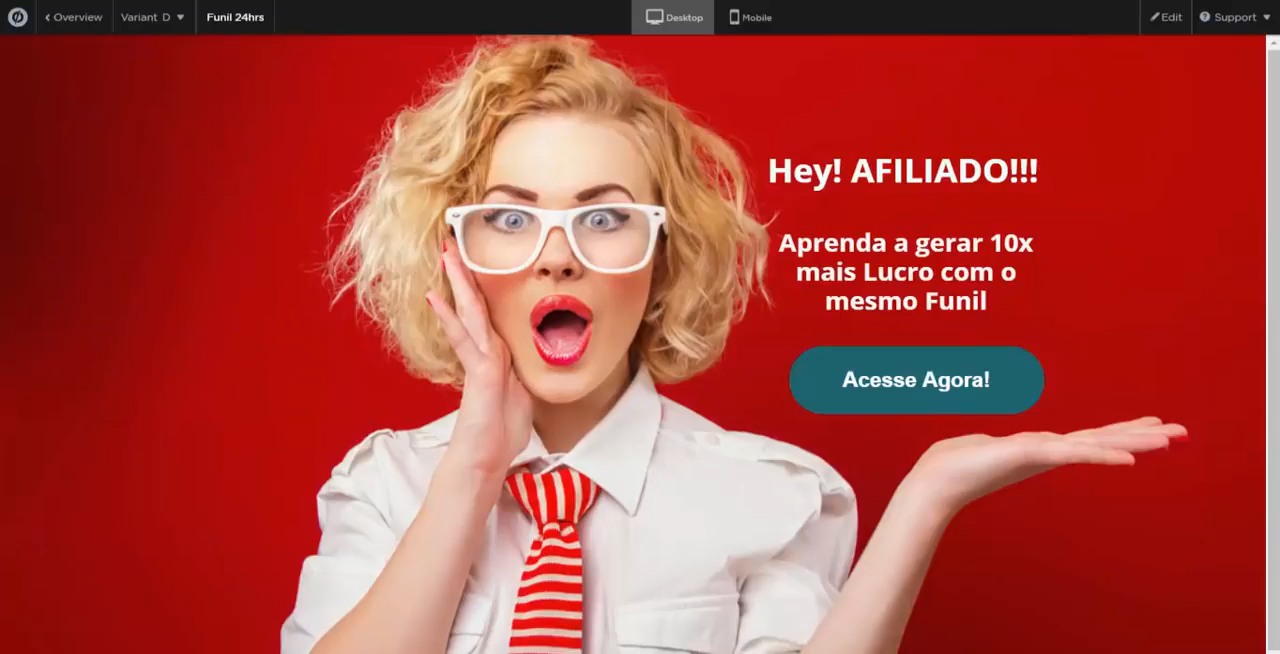 Overview
Variant D
Funil 24hrs
Desktop
Mobile
Edit
Support
Hey! AFILIADO!!!
Aprenda a gerar 10x
mais Lucro com o
mesmo Funil
Acesse Agora!